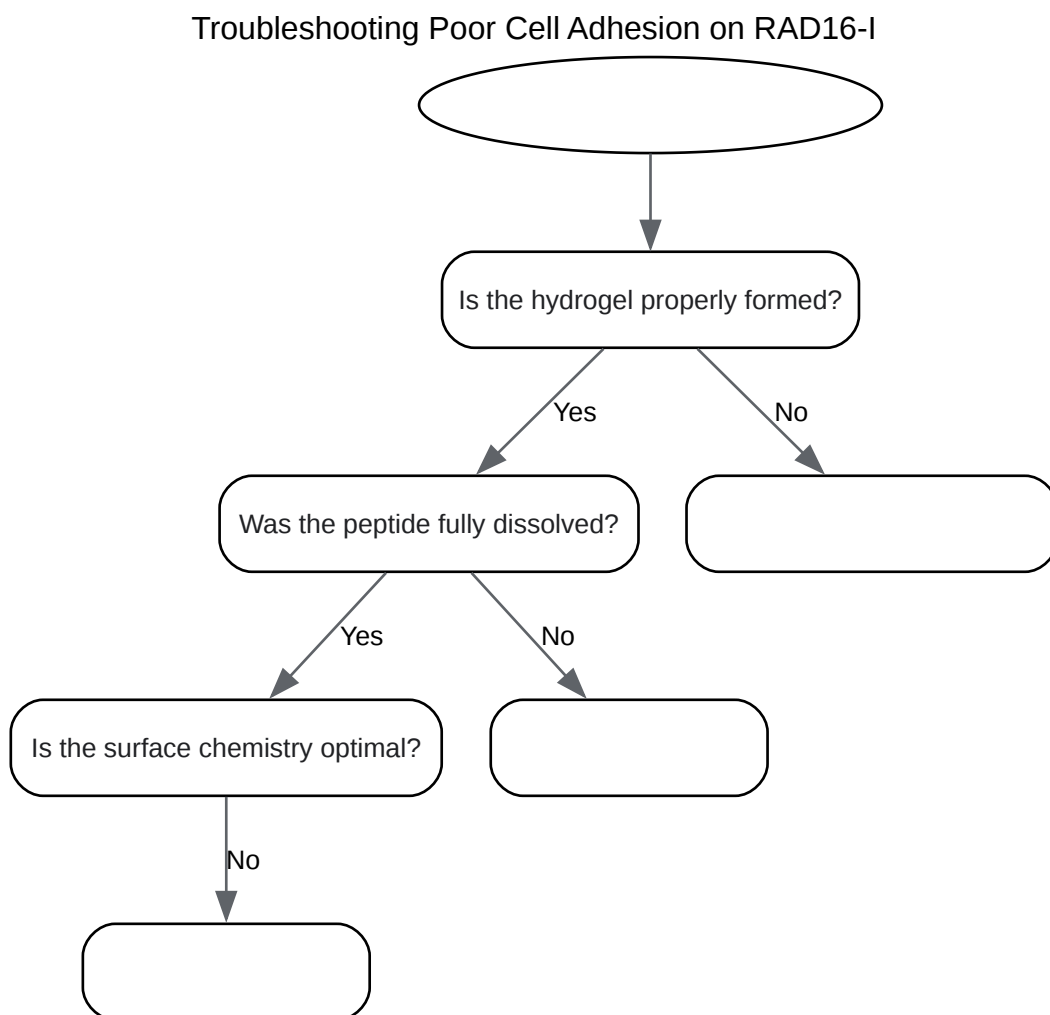 Troubleshooting Poor Cell Adhesion on RAD16-I
Is the hydrogel properly formed?
Yes
No
Was the peptide fully dissolved?
Yes
No
Is the surface chemistry optimal?
No